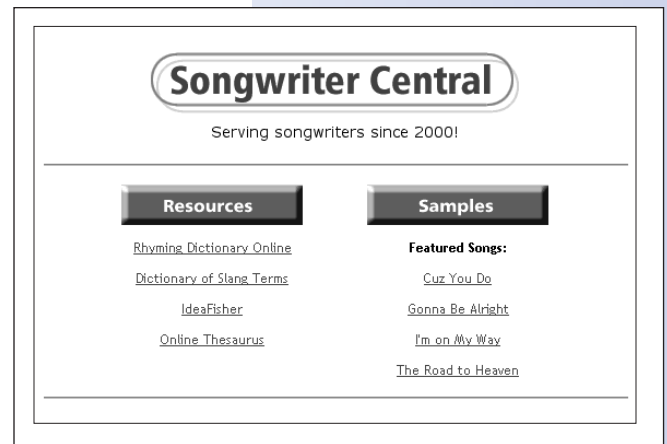 Songwriter Central
Serving songwriters since 2000!
Resources
Rhyming Dictionary Online
Dictionary of Slang Terms
IdeaFisher
Online Thesaurus
Samples
Featured Songs:
Cuz You Do
Gonna Be Alright
I'm on My Way
The Road to Heaven